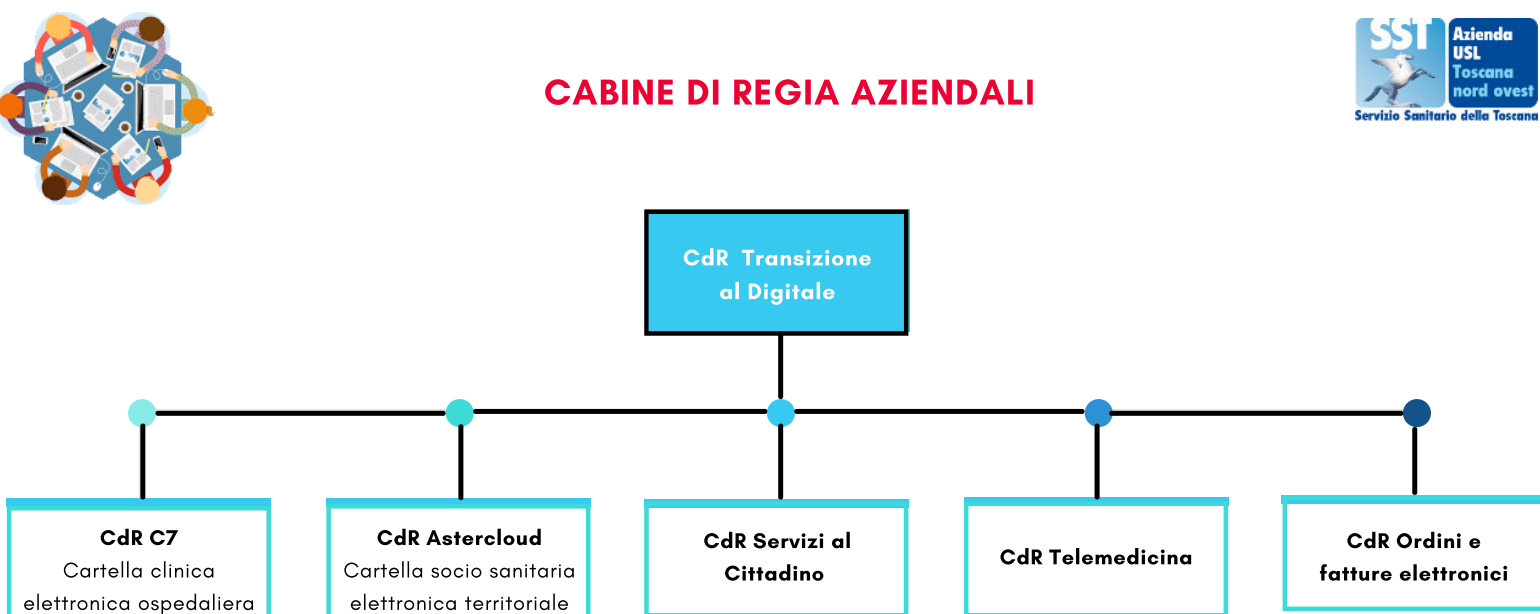 SST
Azienda
USL
Toscana
nord ovest
Servizio Sanitario della Toscana
CABINE DI REGIA AZIENDALI
CdR Transizione
al Digitale
CdR C7
Cartella clinica
elettronica ospedaliera
CdR Astercloud
Cartella socio sanitaria
elettronica territoriale
CdR Servizi al
Cittadino
CdR Telemedicina
CdR Ordini e
fatture elettronici